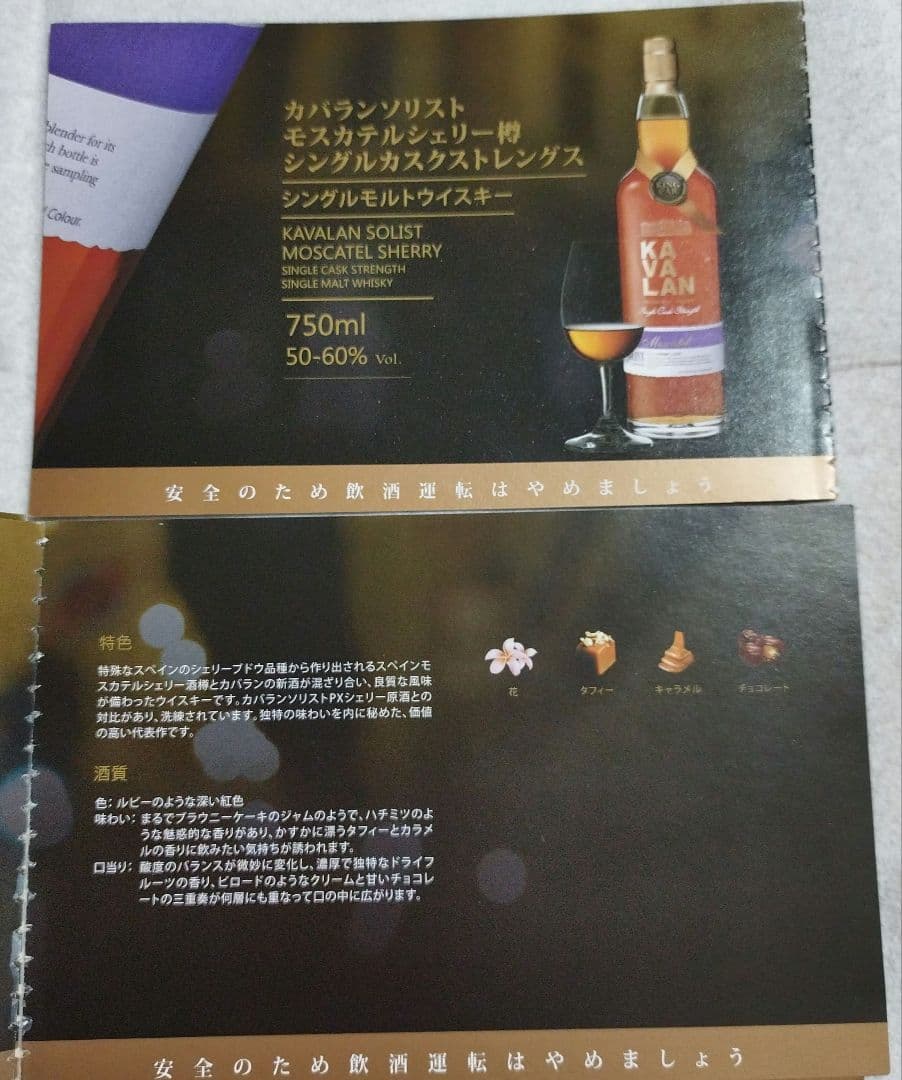 blender for its
ch bottle is
sampling
Colour.
カバランソリスト
モスカテルシェリー樽
シングルカスクストレングス
シングルモルトウイスキー
KAVALAN SOLIST
MOSCATEL SHERRY
SINGLE CASK STRENGTH
SINGLE MALT WHISKY
750ml
50-60% Vol.
KA
VA
LAN
Single Cask Strength
Moscatel
安全のため飲酒運転はやめましょう
特色
特殊なスペインのシェリーブドウ品種から作り出されるスペインモ
スカテルシェリー酒樽とカバランの新酒が混ざり合い、良質な風味
が備わったウイスキーです。カバランソリストPXシェリー原酒との
対比があり、洗練されています。独特の味わいを内に秘めた、価値
の高い代表作です。
花
タフィー
キャラメル
チョコレート
酒質
色: ルビーのような深い紅色
味わい: まるでブラウニーケーキのジャムのようで、ハチミツのよ
うな魅惑的な香りがあり、かすかに漂うタフィーとカラメ
ルの香りに飲みたい気持ちが誘われます。
口当り: 酸度のバランスが微妙に変化し、濃厚で独特なドライフ
ルーツの香り、ビロードのようなクリームと甘いチョコレ
ートの三重奏が何層にも重なって口の中に広がります。
安全のため飲酒運転はやめましょう